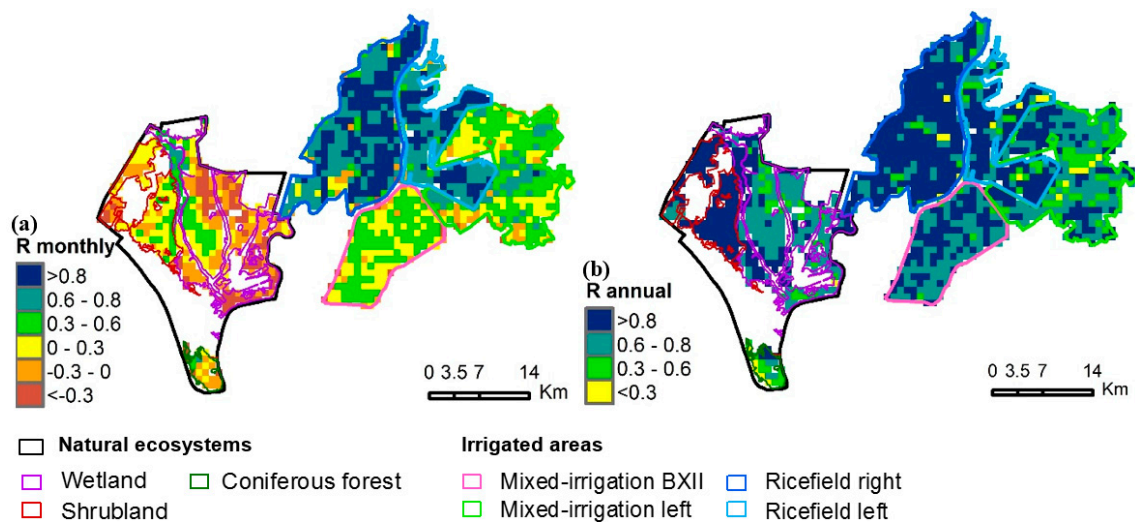 (a)
R monthly
>0.8
0.6 - 0.8
0.3 - 0.6
0 - 0.3
-0.3 - 0
<-0.3
0 3.5 7 14
Km
(b)
R annual
>0.8
0.6 - 0.8
0.3 - 0.6
<0.3
0 3.5 7 14
Km
Natural ecosystems
Wetland
Coniferous forest
Shrubland
Irrigated areas
Mixed-irrigation BXII
Ricefield right
Mixed-irrigation left
Ricefield left